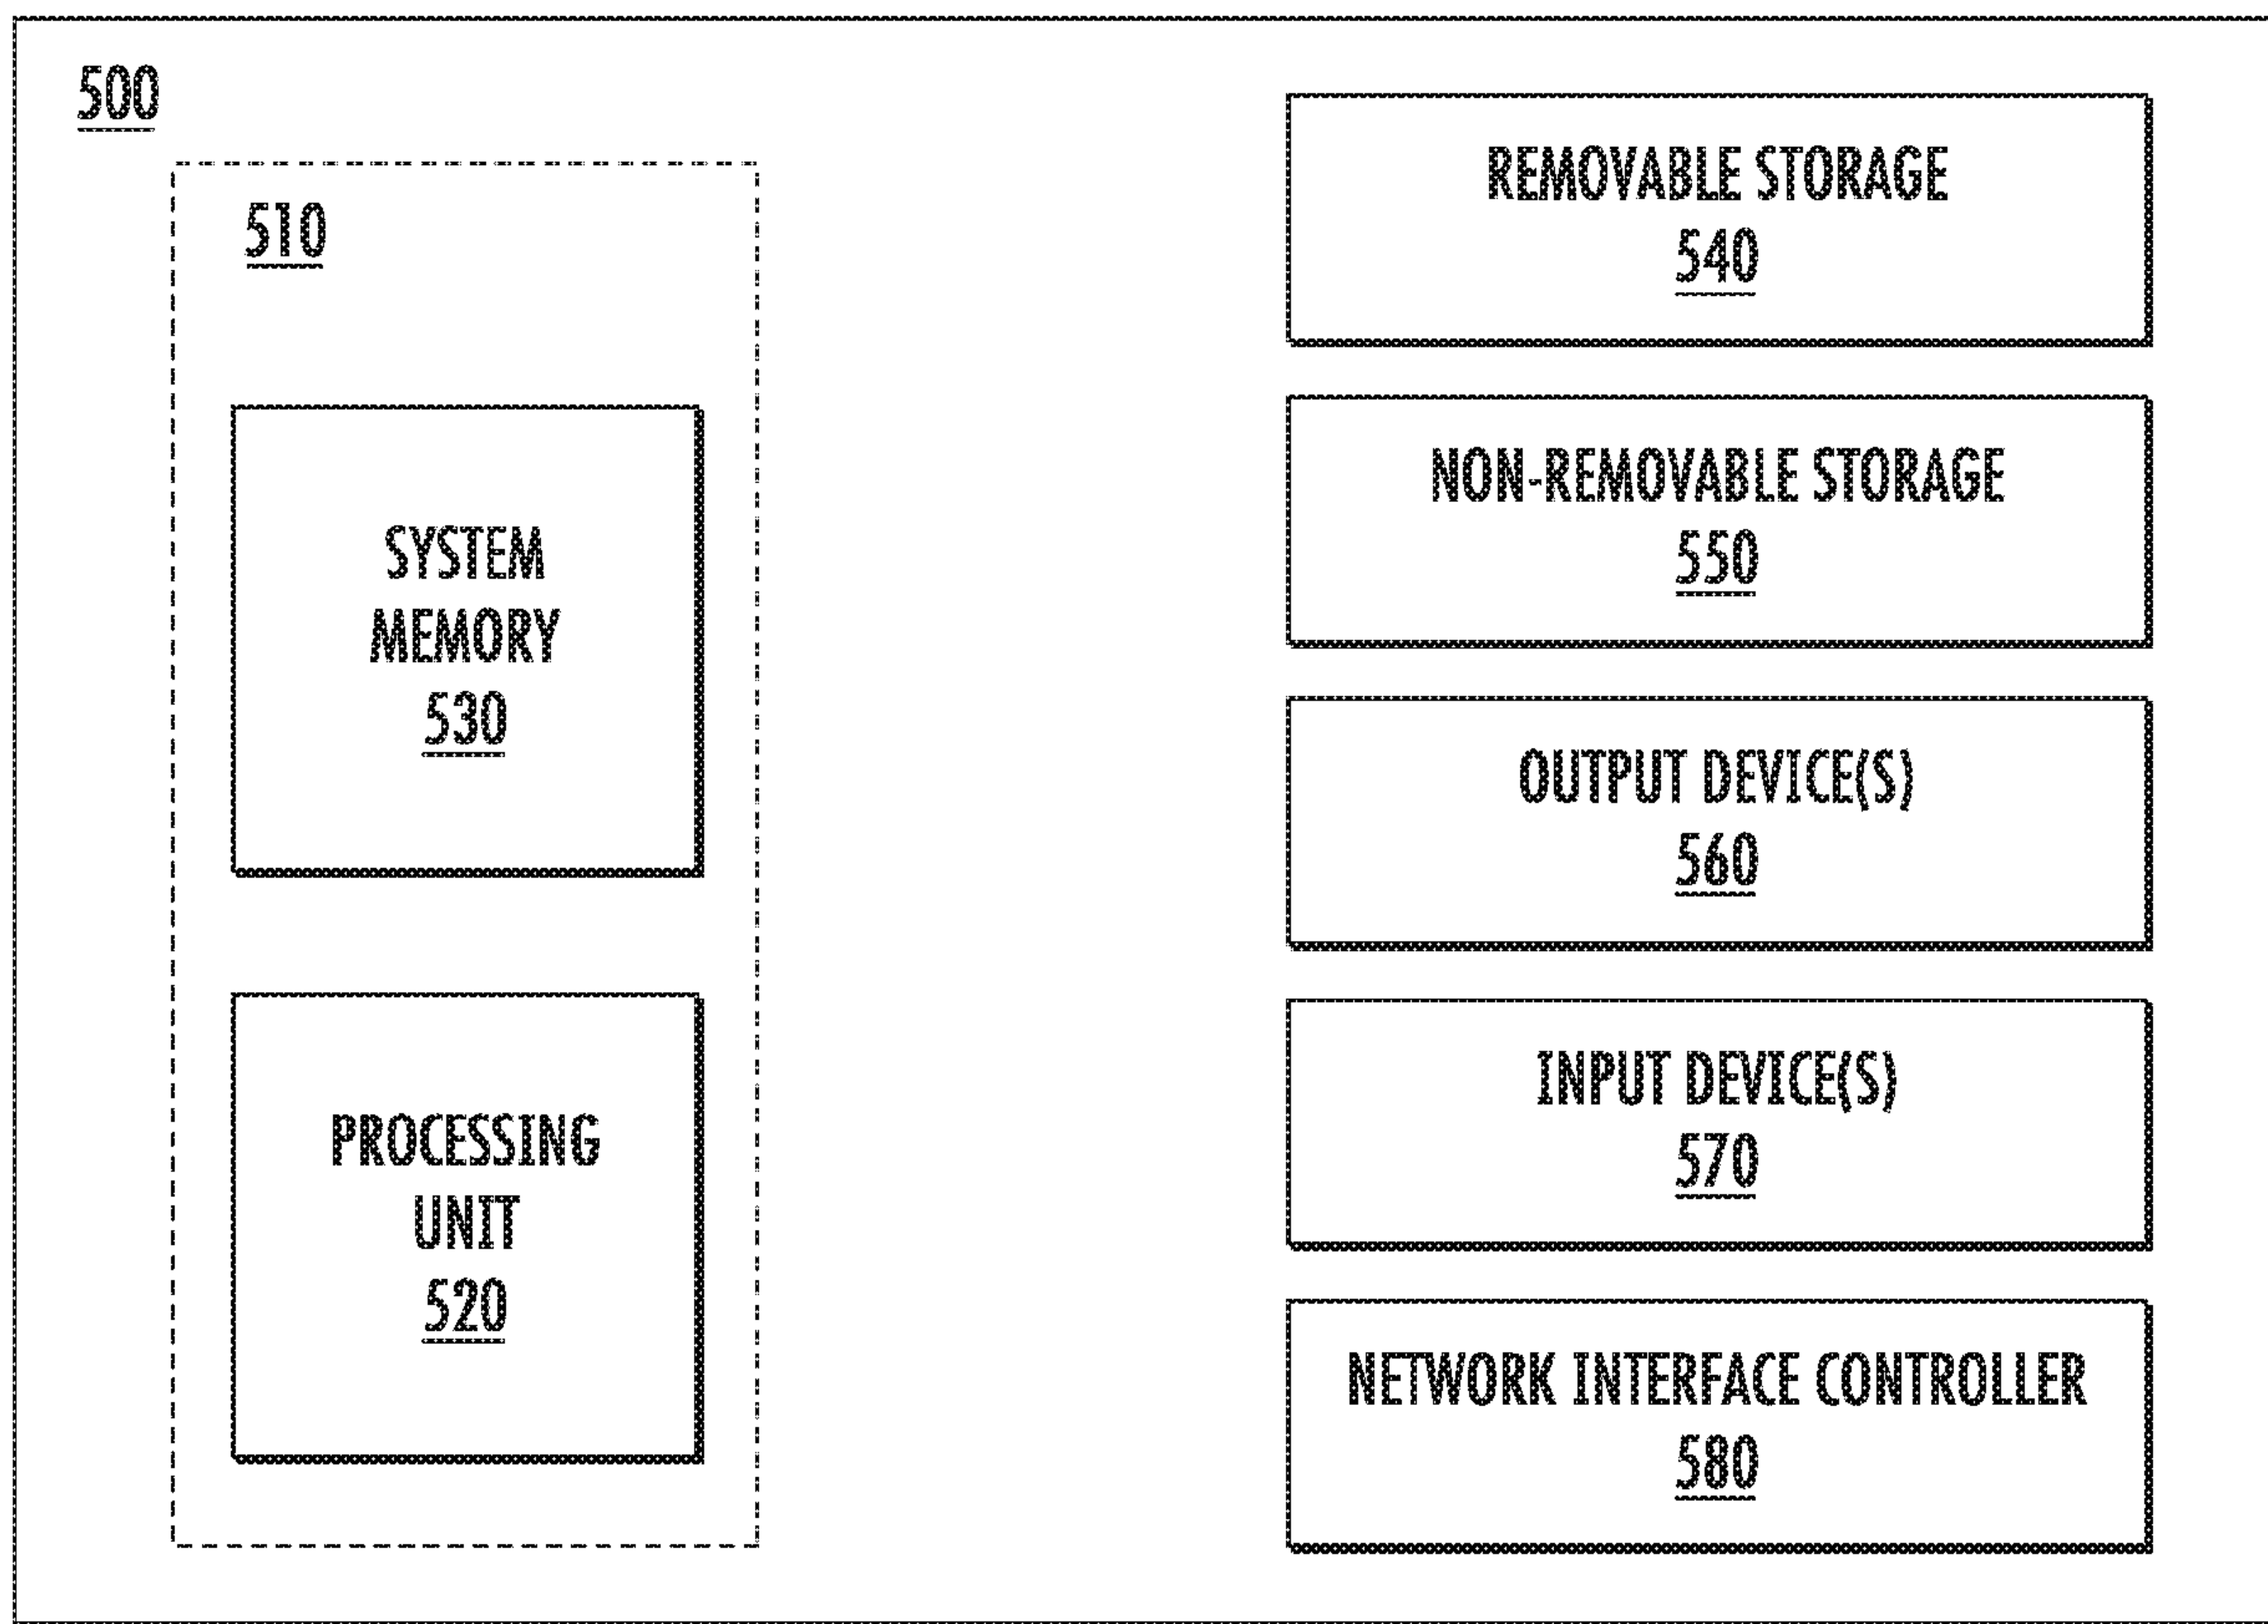 500
510
SYSTEM
MEMORY
530
PROCESSING
UNIT
520
REMOVABLE STORAGE
540
NON-REMOVABLE STORAGE
550
OUTPUT DEVICE(S)
560
INPUT DEVICE(S)
570
NETWORK INTERFACE CONTROLLER
580